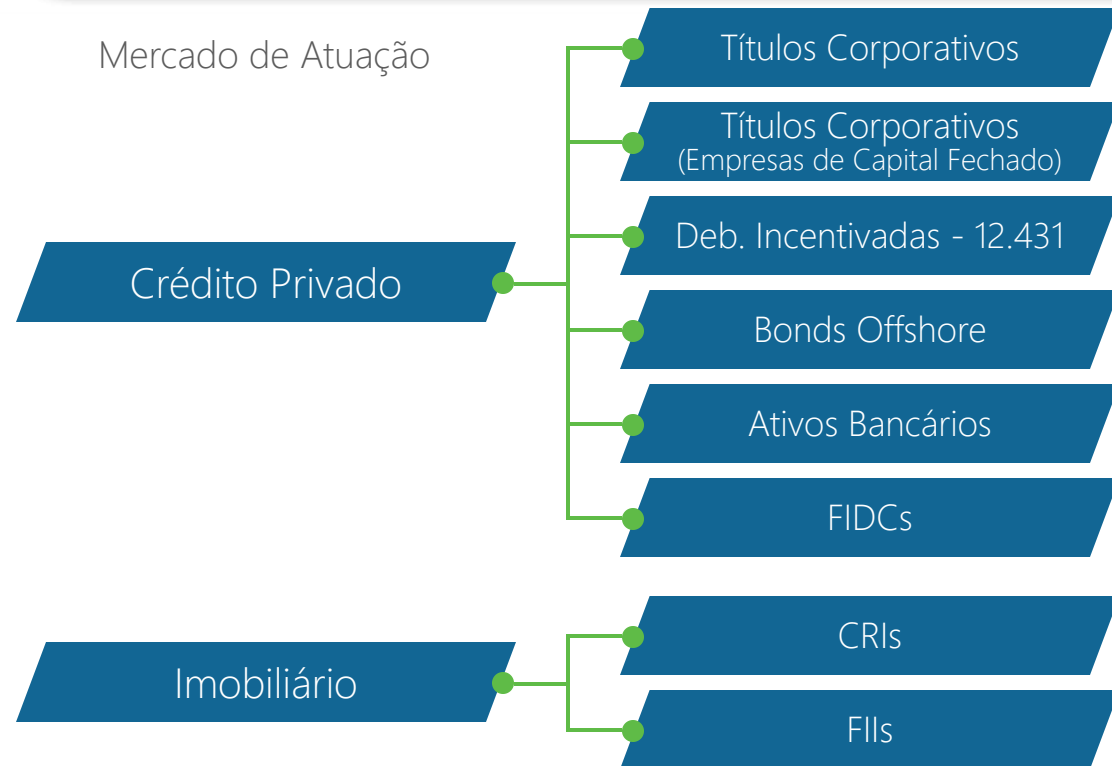 Mercado de Atuação
Crédito Privado
Títulos Corporativos
Títulos Corporativos
(Empresas de Capital Fechado)
Deb. Incentivadas - 12.431
Bonds Offshore
Ativos Bancários
FIDCs
Imobiliário
CRIs
FIIs